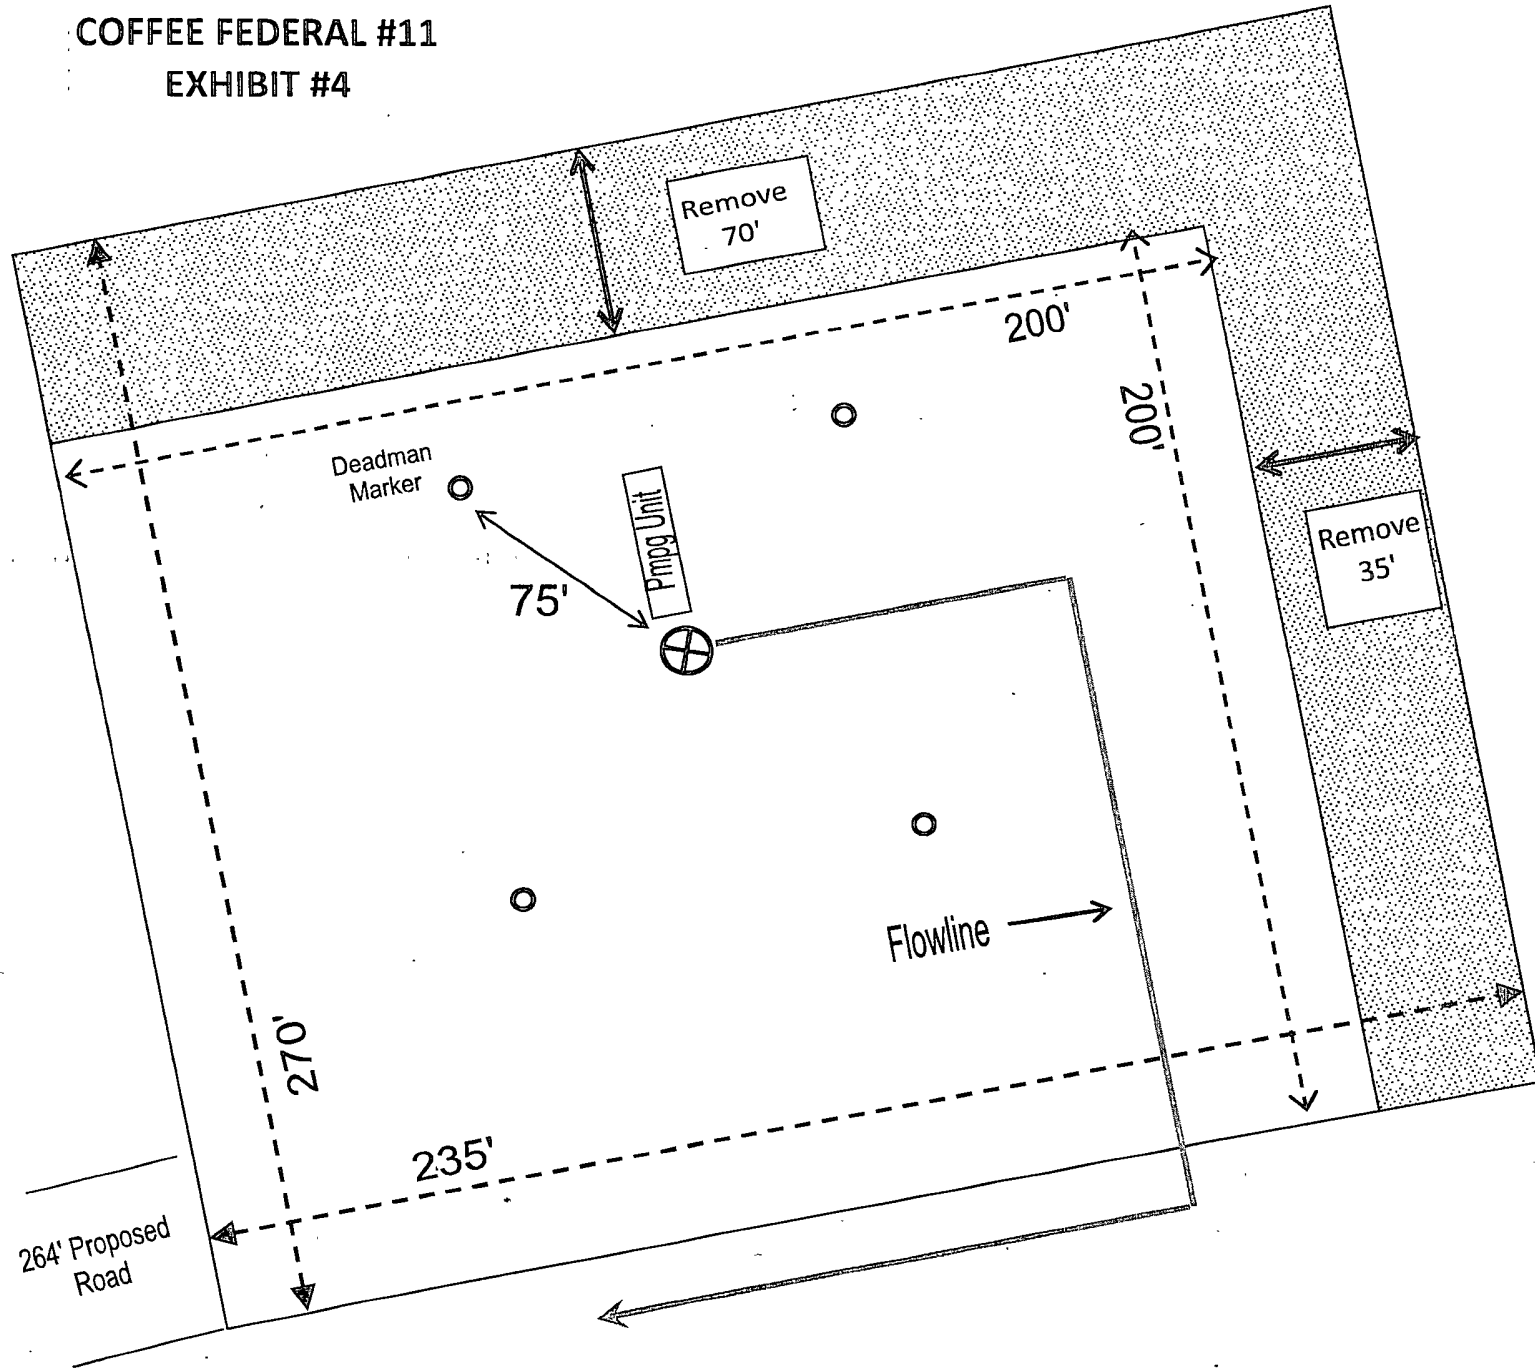 COFFEE FEDERAL #11
EXHIBIT #4
Remove
70'
200'
200'
Deadman
Marker
Pmpg Unit
75'
Remove
35'
Flowline
270'
235'
264' Proposed
Road